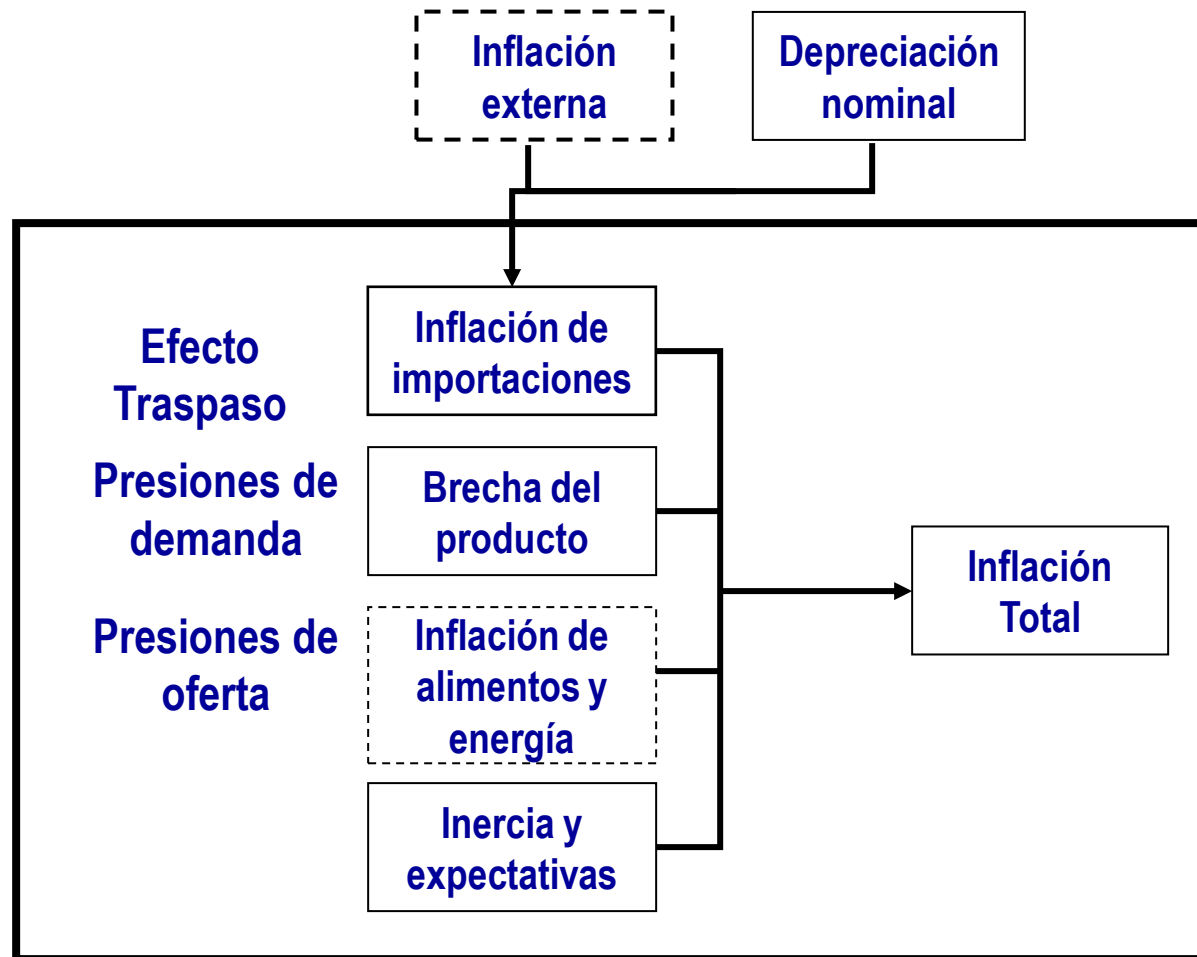 Inflación
externa
Depreciación
nominal
Efecto
Traspaso
Inflación de
importaciones
Presiones de
demanda
Brecha del
producto
Presiones de
oferta
Inflación de
alimentos y
energía
Inercia y
expectativas
Inflación
Total